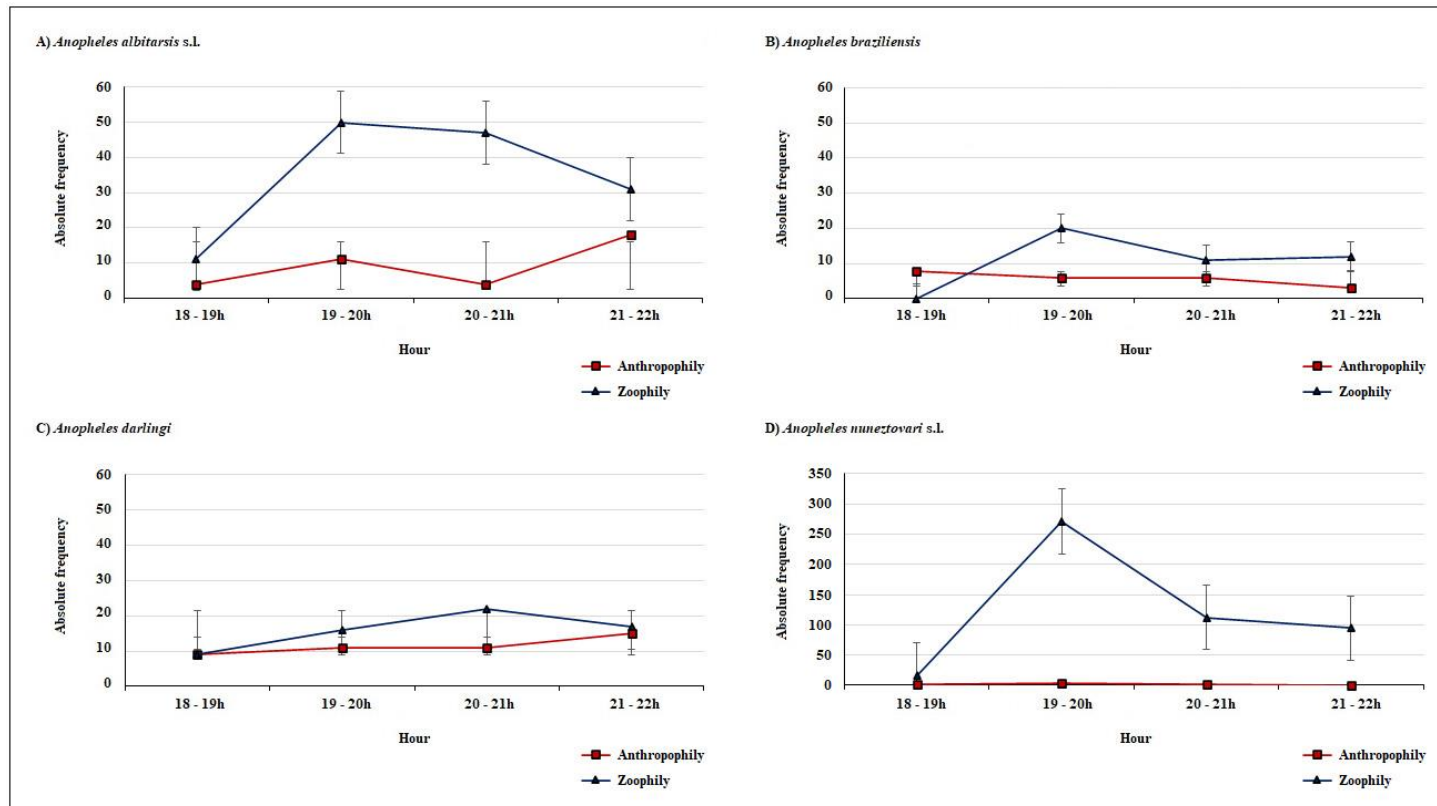 A) Anopheles albitarsis s.l.
Absolute frequency
60
50
40
30
20
10
0
18 - 19h 19 - 20h 20 - 21h 21 - 22h
Hour
Anthropophily
Zoophily
B) Anopheles braziliensis
Absolute frequency
60
50
40
30
20
10
0
18 - 19h 19 - 20h 20 - 21h 21 - 22h
Hour
Anthropophily
Zoophily
C) Anopheles darlingi
Absolute frequency
60
50
40
30
20
10
0
18 - 19h 19 - 20h 20 - 21h 21 - 22h
Hour
Anthropophily
Zoophily
D) Anopheles nuneztovari s.l.
Absolute frequency
350
300
250
200
150
100
50
0
18 - 19h 19 - 20h 20 - 21h 21 - 22h
Hour
Anthropophily
Zoophily